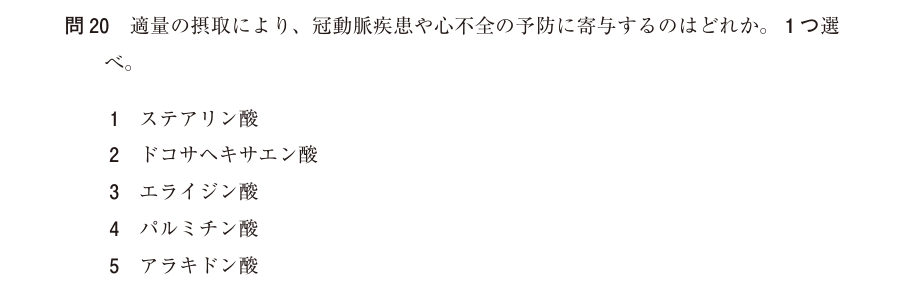 問20　適量の摂取により、冠動脈疾患や心不全の予防に寄与するのはどれか。1つ選
べ。
1　ステアリン酸
2　ドコサヘキサエン酸
3　エライジン酸
4　パルミチン酸
5　アラキドン酸